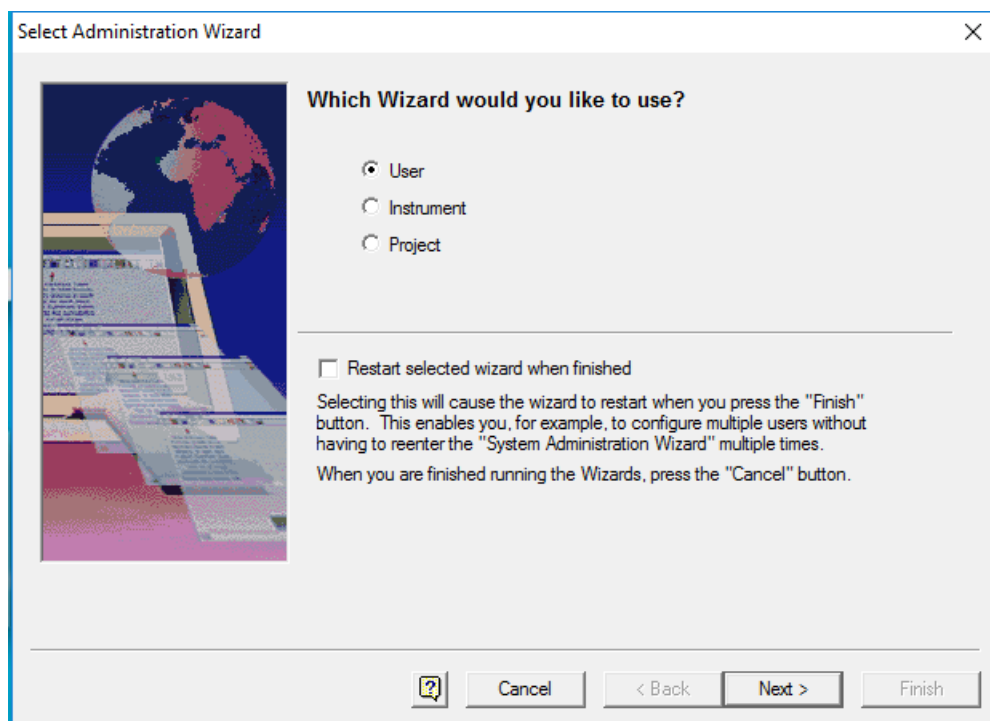 Select Administration Wizard
Which Wizard would you like to use?
User
Instrument
Project
Restart selected wizard when finished
Selecting this will cause the wizard to restart when you press the "Finish"
button. This enables you, for example, to configure multiple users without
having to reenter the "System Administration Wizard" multiple times.
When you are finished running the Wizards, press the "Cancel" button.
? Cancel < Back Next > Finish